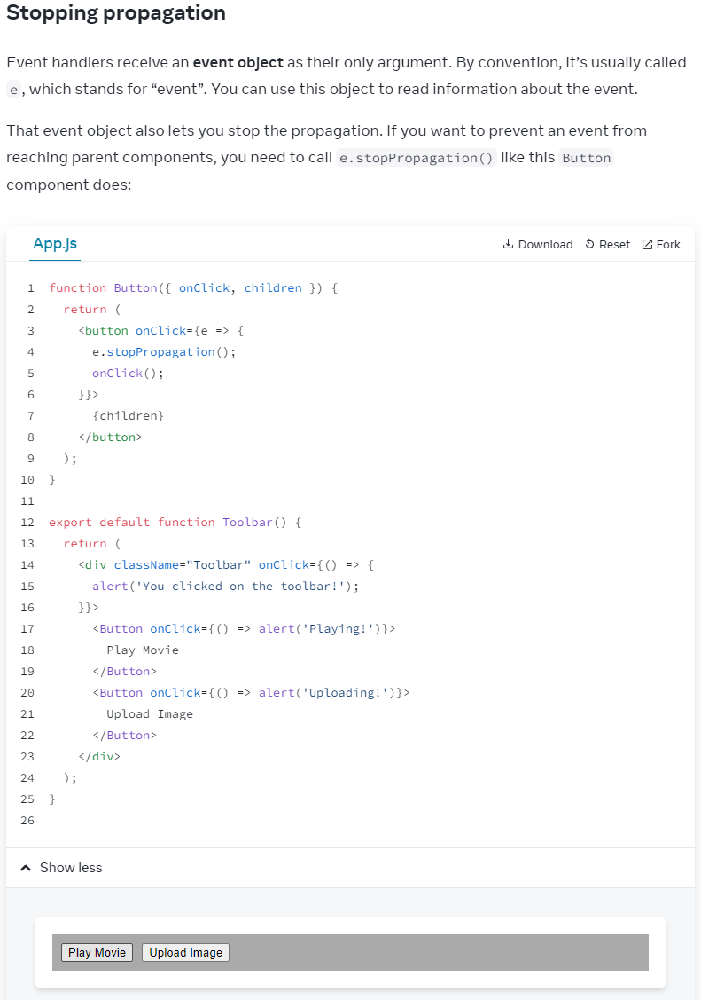 Stopping propagation
Event handlers receive an event object as their only argument. By convention, it’s usually called
e, which stands for “event”. You can use this object to read information about the event.
That event object also lets you stop the propagation. If you want to prevent an event from
reaching parent components, you need to call e.stopPropagation() like this Button
component does:
App.js Download Reset Fork
1 function Button({ onClick, children }) {
2   return (
3     <button onClick={e => {
4       e.stopPropagation();
5       onClick();
6     }}>
7       {children}
8     </button>
9   );
10 }
11
12 export default function Toolbar() {
13   return (
14     <div className="Toolbar" onClick={() => {
15       alert('You clicked on the toolbar!');
16     }}>
17       <Button onClick={() => alert('Playing!')}>
18         Play Movie
19       </Button>
20       <Button onClick={() => alert('Uploading!')}>
21         Upload Image
22       </Button>
23     </div>
24   );
25 }
26
Show less
Play Movie Upload Image